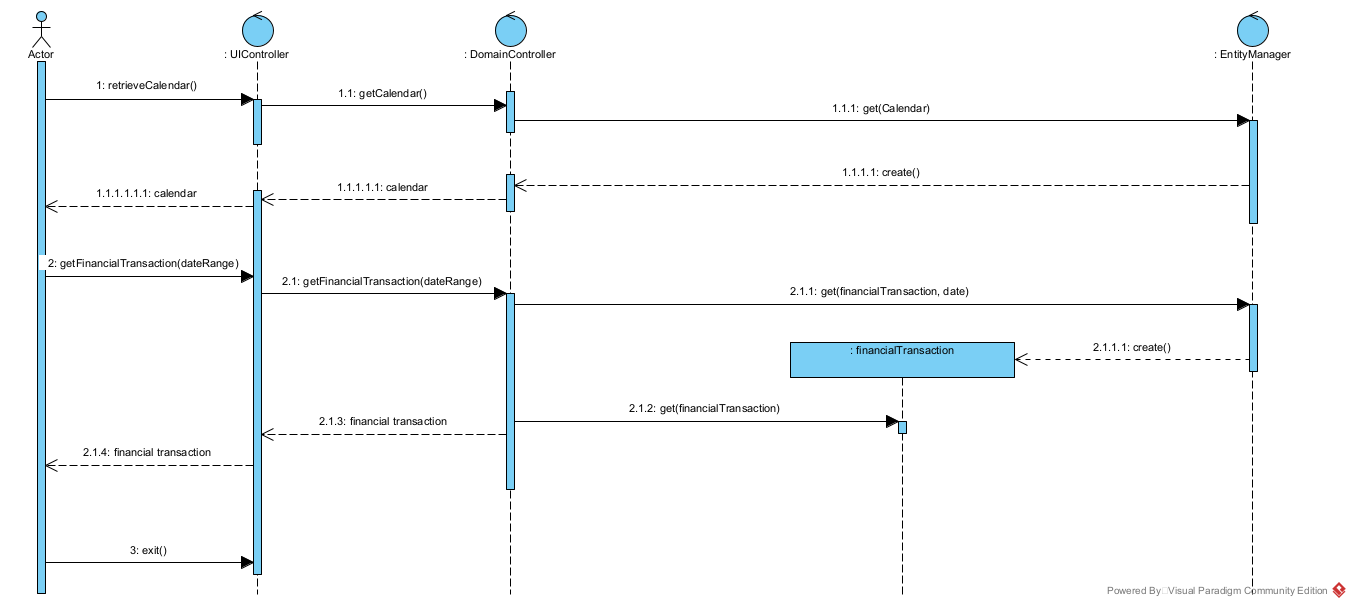 Actor
: UIController
: DomainController
: EntityManager
1: retrieveCalendar()
1.1: getCalendar()
1.1.1: get(Calendar)
1.1.1.1: create()
1.1.1.1.1: calendar
1.1.1.1.1.1: calendar
2: getFinancialTransaction(dateRange)
2.1: getFinancialTransaction(dateRange)
2.1.1: get(financialTransaction, date)
: financialTransaction
2.1.1.1: create()
2.1.2: get(financialTransaction)
2.1.3: financial transaction
2.1.4: financial transaction
3: exit()
Powered By Visual Paradigm Community Edition